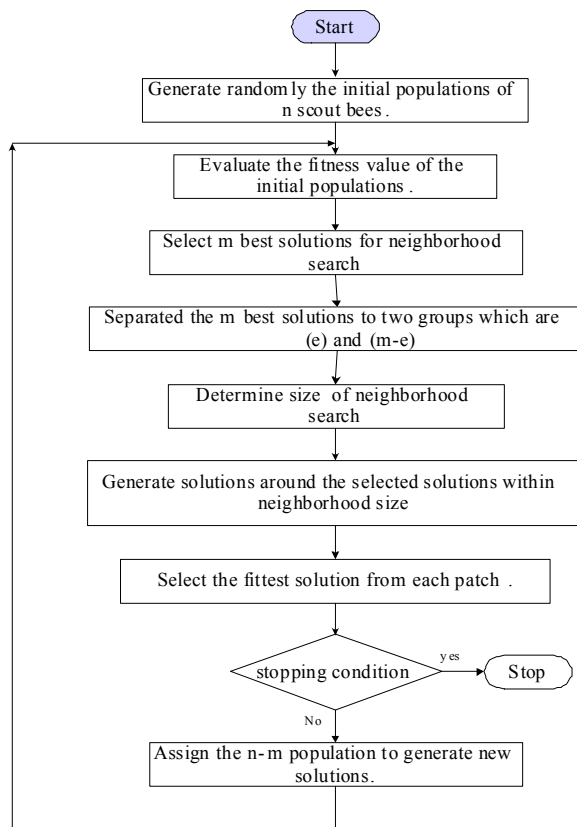 Start
Generate randomly the initial populations of
n scout bees .
Evaluate the fitness value of the
initial populations .
Select m best solutions for neighborhood
search
Separated the m best solutions to two groups which are
(e) and (m-e)
Determine size of neighborhood
search
Generate solutions around the selected solutions within
neighborhood size
Select the fittest solution from each patch .
stopping condition
yes
Stop
No
Assign the n-m population to generate new
solutions.